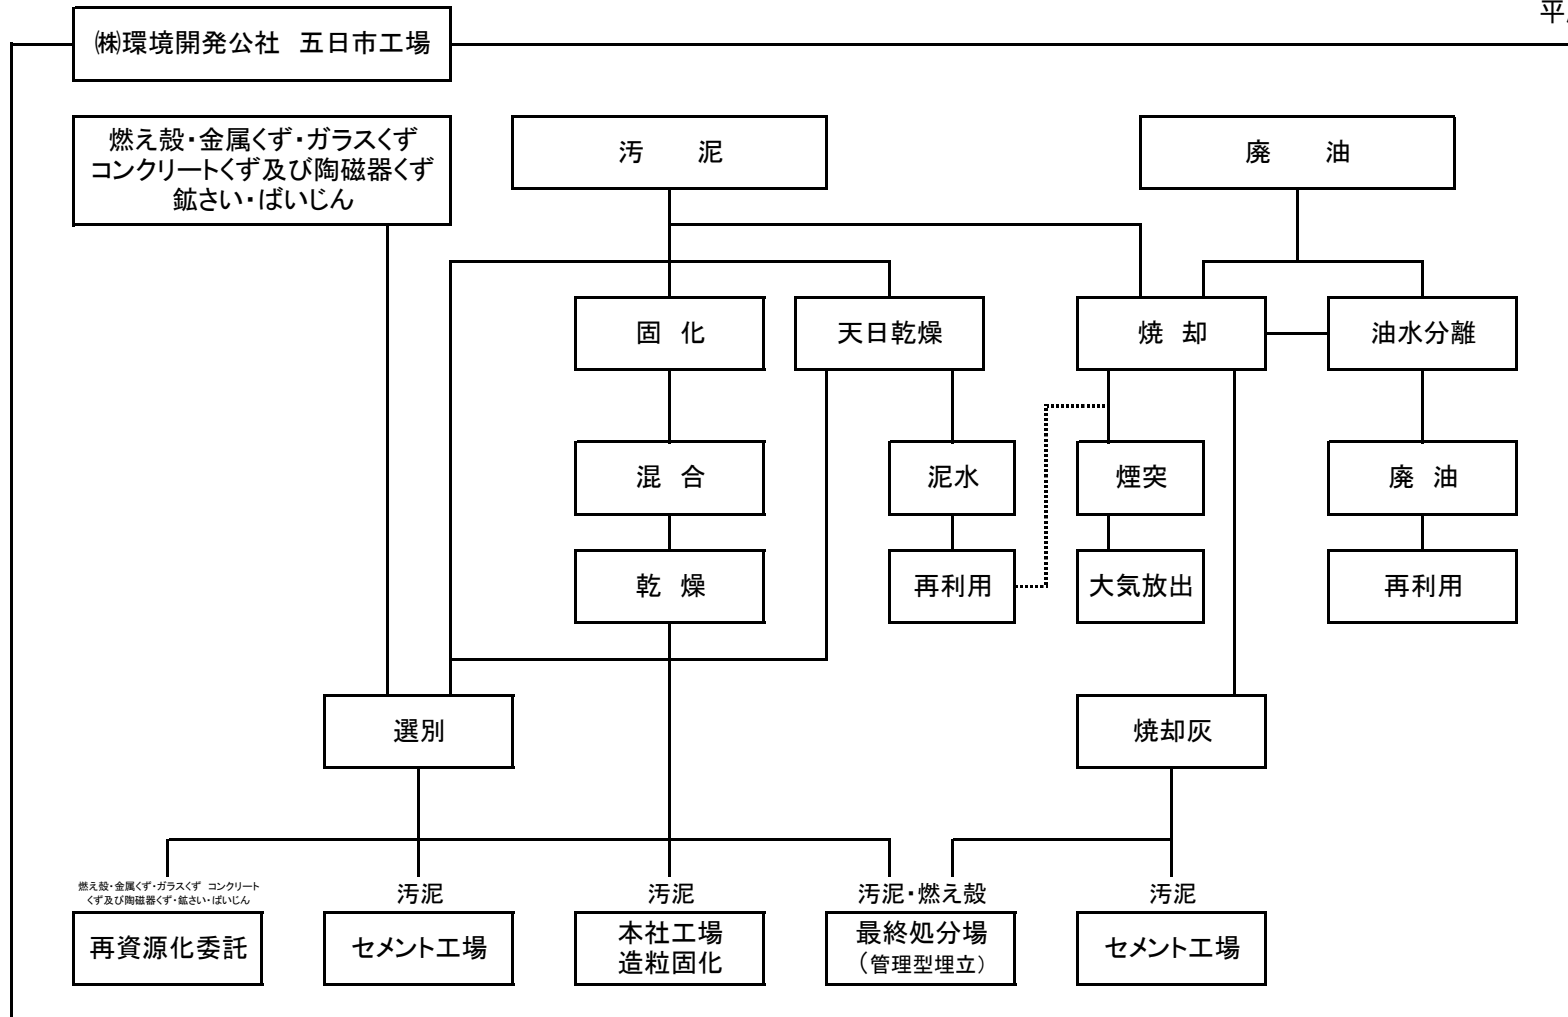 平
㈱環境開発公社 五日市工場
燃え殻・金属くず・ガラスくず
コンクリートくず及び陶磁器くず
鉱さい・ばいじん
汚 泥
廃 油
固 化
天日乾燥
焼 却
油水分離
混 合
泥水
煙突
廃 油
乾 燥
再利用
大気放出
再利用
選別
焼却灰
燃え殻・金属くず・ガラスくず コンクリート
くず及び陶磁器くず・鉱さい・ばいじん
再資源化委託
汚泥
セメント工場
汚泥
本社工場
造粒固化
汚泥・燃え殻
最終処分場
（管理型埋立）
汚泥
セメント工場